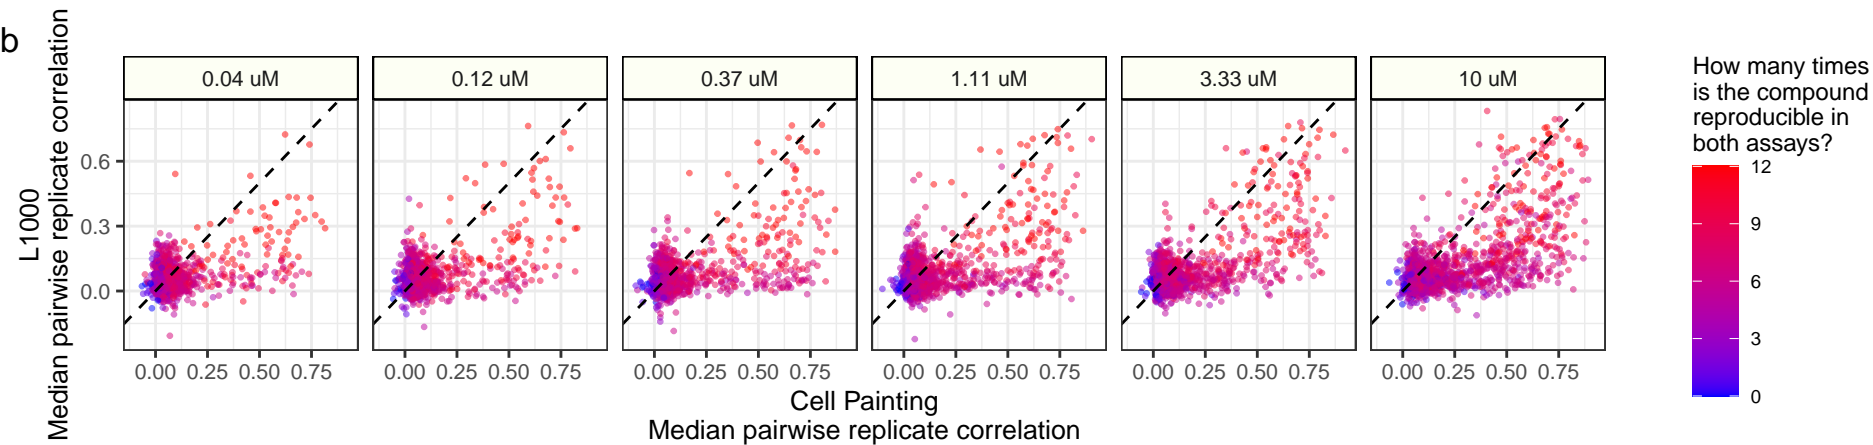 b
L1000
Median pairwise replicate correlation
0.04 uM
0.12 uM
0.37 uM
1.11 uM
3.33 uM
10 uM
0.6
0.3
0.0
0.00 0.25 0.50 0.75
0.00 0.25 0.50 0.75
0.00 0.25 0.50 0.75
0.00 0.25 0.50 0.75
0.00 0.25 0.50 0.75
0.00 0.25 0.50 0.75
Cell Painting
Median pairwise replicate correlation
How many times
is the compound
reproducible in
both assays?
12
9
6
3
0